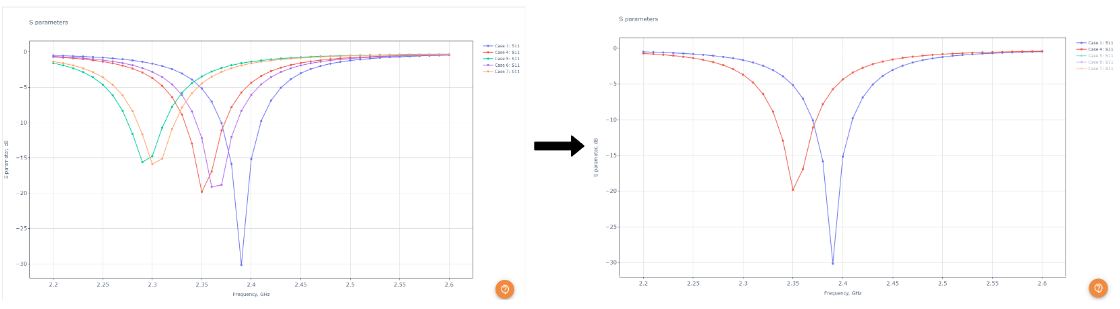 S parameters
Case 1: S11
Case 4: S11
Case 5: S11
Case 6: S11
Case 7: S11
0
−5
−10
−15
−20
−25
−30
S parameter, dB
2.2
2.25
2.3
2.35
2.4
2.45
2.5
2.55
2.6
Frequency, GHz
S parameters
Case 1: S11
Case 4: S11
Case 5: S11
Case 6: S11
Case 7: S11
0
−5
−10
−15
−20
−25
−30
S parameter, dB
2.2
2.25
2.3
2.35
2.4
2.45
2.5
2.55
2.6
Frequency, GHz